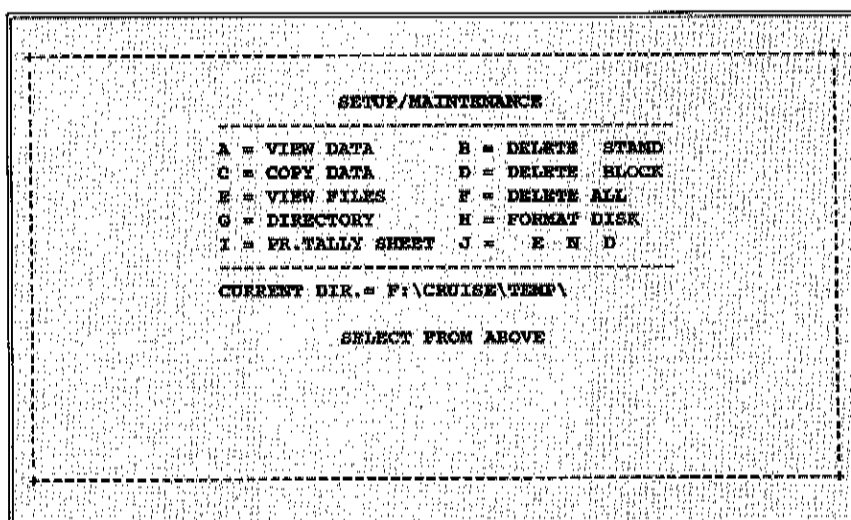 SETUP/MAINTENANCE
A = VIEW DATA B = DELETE STAND
C = COPY DATA D = DELETE BLOCK
E = VIEW FILES F = DELETE ALL
G = DIRECTORY H = FORMAT DISK
I = PR.TALLY SHEET J = E N D
CURRENT DIR.= F:\CRUISE\TEMP\
SELECT FROM ABOVE